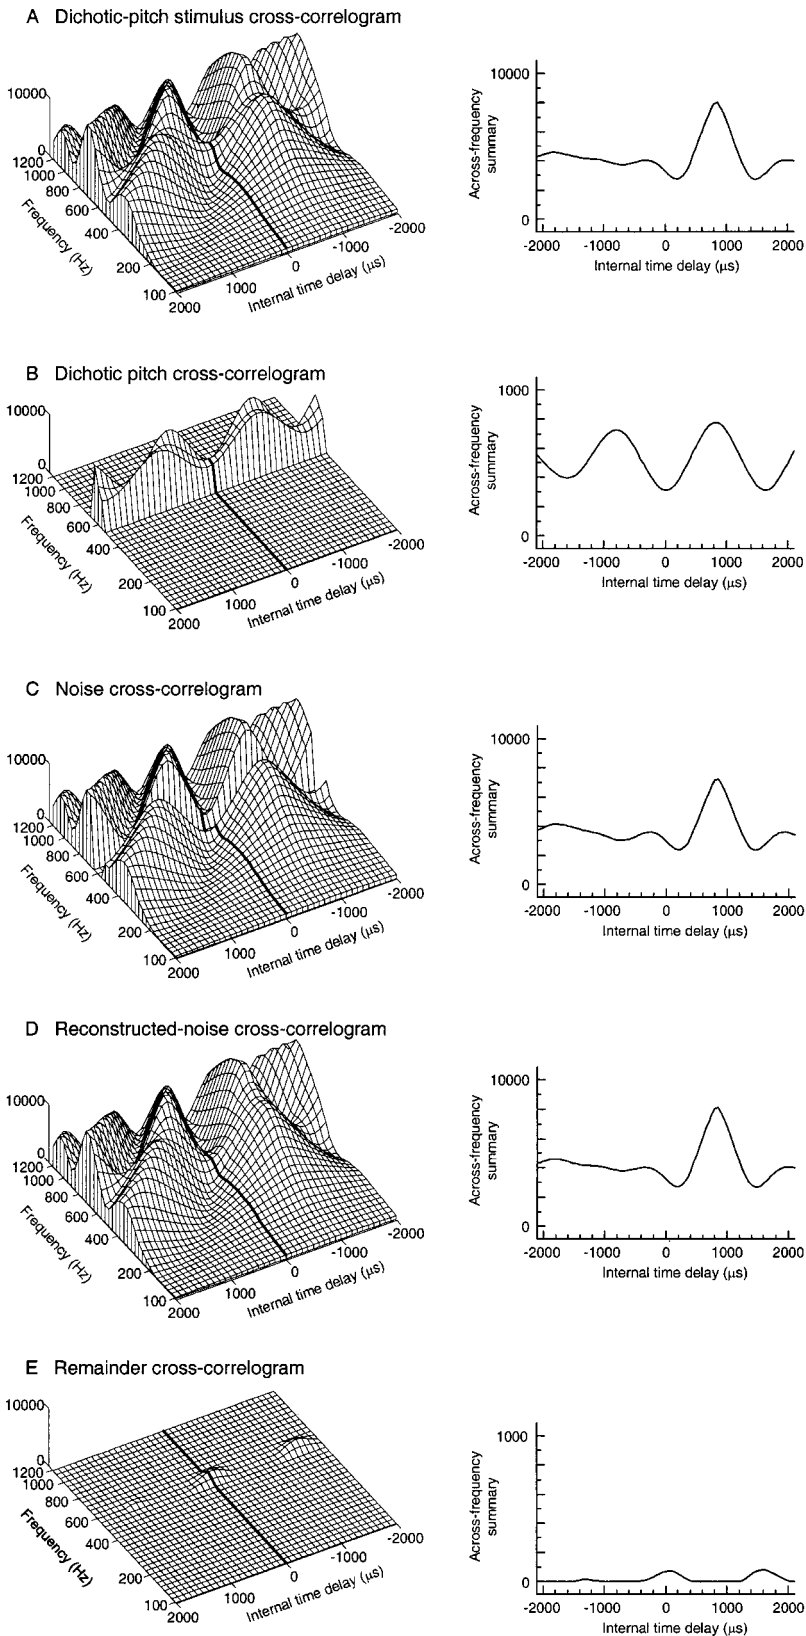 A Dichotic-pitch stimulus cross-correlogram
10000
0
1200
1000
800
600
400
200
100
Frequency (Hz)
2000
1000
0
-1000
-2000
Internal time delay (µs)
10000
0
Across-frequency
summary
-2000 -1000 0 1000 2000
Internal time delay (µs)
B Dichotic pitch cross-correlogram
10000
0
1200
1000
800
600
400
200
100
Frequency (Hz)
2000
1000
0
-1000
-2000
Internal time delay (µs)
1000
0
Across-frequency
summary
-2000 -1000 0 1000 2000
Internal time delay (µs)
C Noise cross-correlogram
10000
0
1200
1000
800
600
400
200
100
Frequency (Hz)
2000
1000
0
-1000
-2000
Internal time delay (µs)
10000
0
Across-frequency
summary
-2000 -1000 0 1000 2000
Internal time delay (µs)
D Reconstructed-noise cross-correlogram
10000
0
1200
1000
800
600
400
200
100
Frequency (Hz)
2000
1000
0
-1000
-2000
Internal time delay (µs)
10000
0
Across-frequency
summary
-2000 -1000 0 1000 2000
Internal time delay (µs)
E Remainder cross-correlogram
10000
0
1200
1000
800
600
400
200
100
Frequency (Hz)
2000
1000
0
-1000
-2000
Internal time delay (µs)
1000
0
Across-frequency
summary
-2000 -1000 0 1000 2000
Internal time delay (µs)